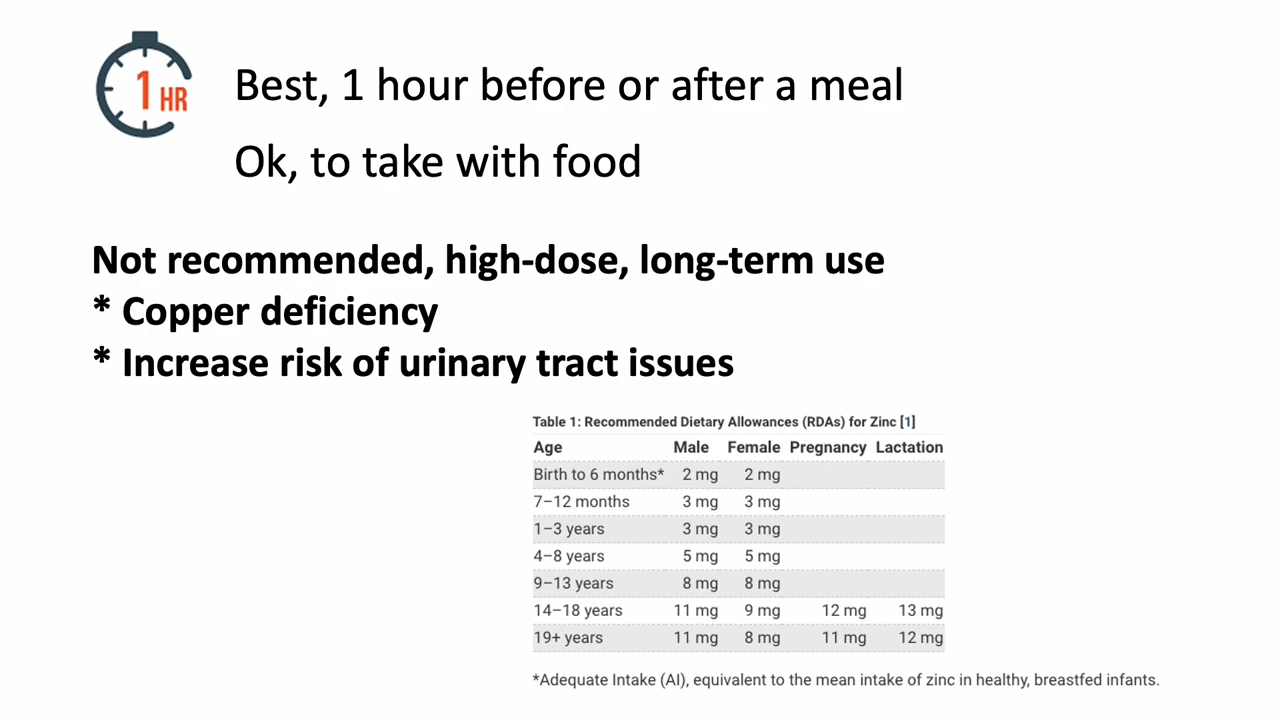 1 HR
Best, 1 hour before or after a meal
Ok, to take with food
Not recommended, high-dose, long-term use
* Copper deficiency
* Increase risk of urinary tract issues
Table 1: Recommended Dietary Allowances (RDAs) for Zinc [1]
Age Male Female Pregnancy Lactation
Birth to 6 months* 2 mg 2 mg
7–12 months 3 mg 3 mg
1–3 years 3 mg 3 mg
4–8 years 5 mg 5 mg
9–13 years 8 mg 8 mg
14–18 years 11 mg 9 mg 12 mg 13 mg
19+ years 11 mg 8 mg 11 mg 12 mg
*Adequate Intake (AI), equivalent to the mean intake of zinc in healthy, breastfed infants.